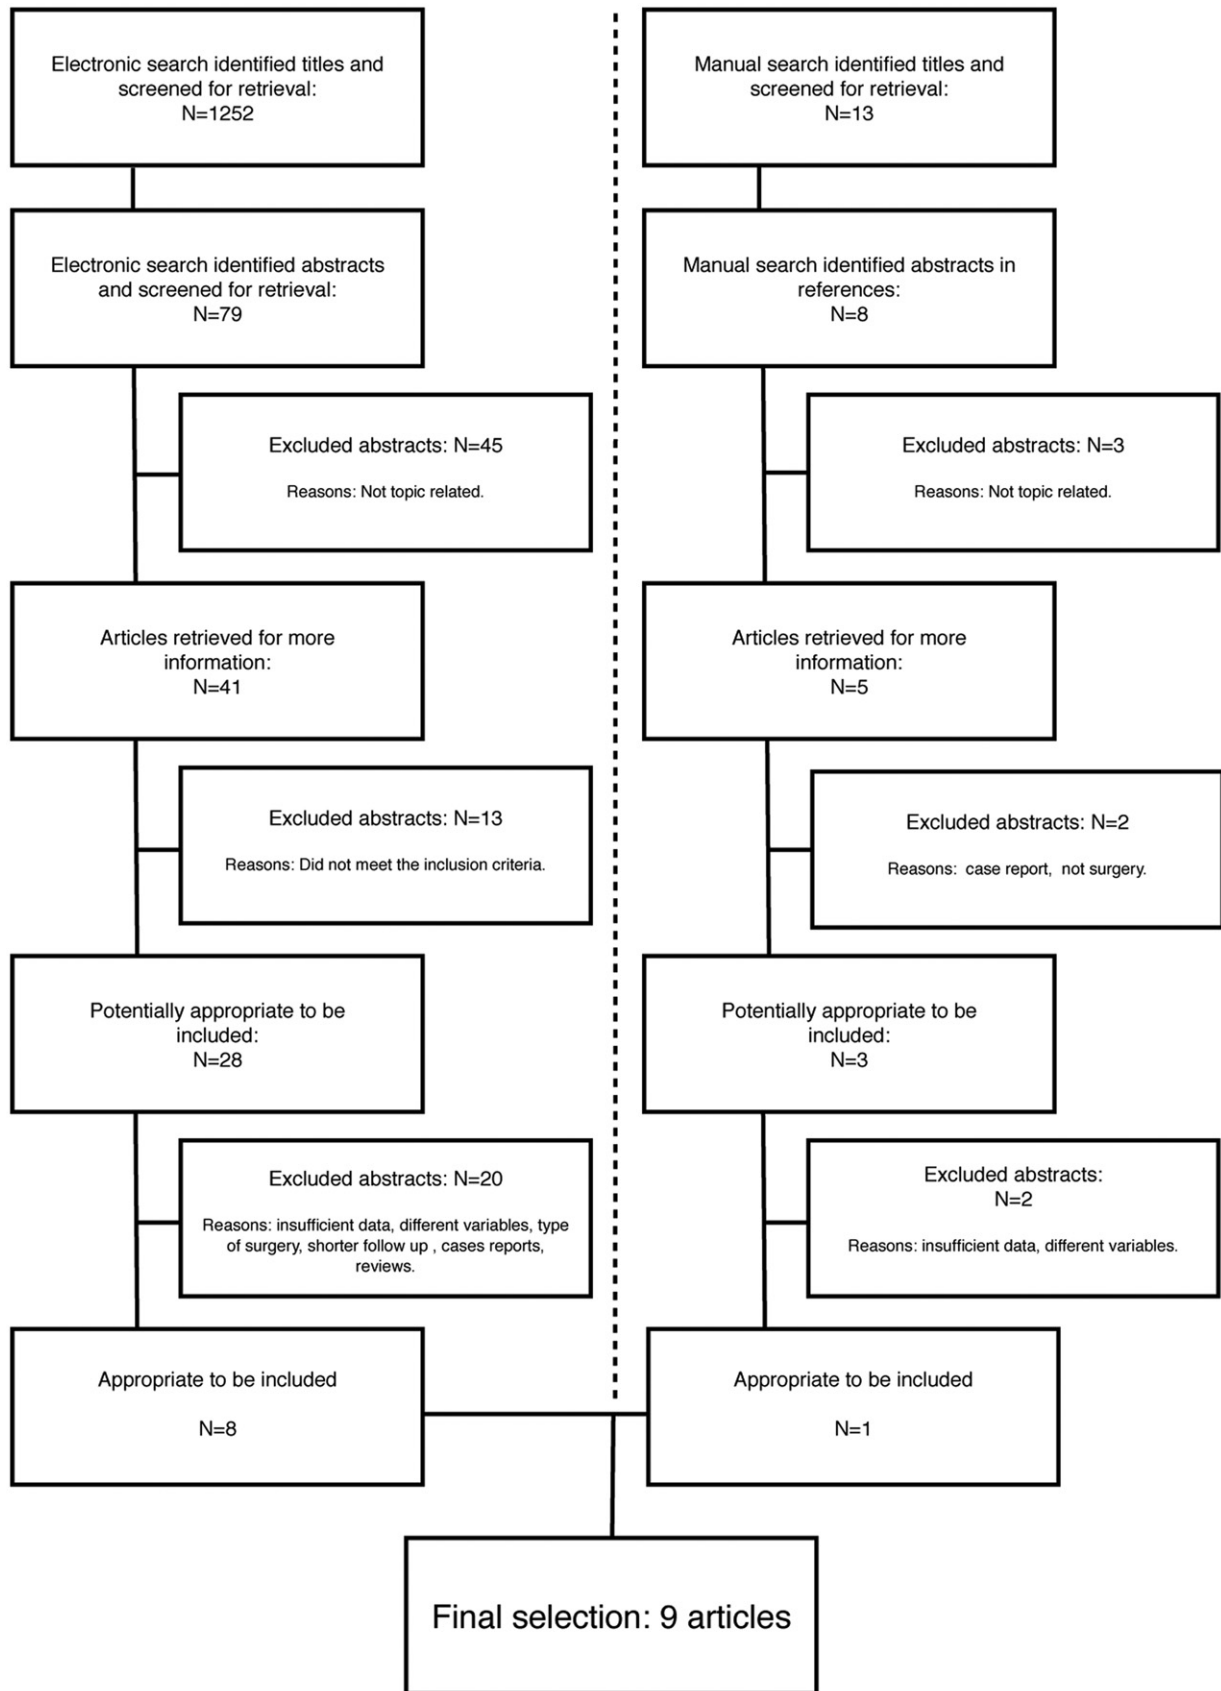 Electronic search identified titles and
screened for retrieval:
N=1252
Electronic search identified abstracts
and screened for retrieval:
N=79
Excluded abstracts: N=45
Reasons: Not topic related.
Articles retrieved for more
information:
N=41
Excluded abstracts: N=13
Reasons: Did not meet the inclusion criteria.
Potentially appropriate to be
included:
N=28
Excluded abstracts: N=20
Reasons: insufficient data, different variables, type
of surgery, shorter follow up , cases reports,
reviews.
Appropriate to be included
N=8
Manual search identified titles and
screened for retrieval:
N=13
Manual search identified abstracts in
references:
N=8
Excluded abstracts: N=3
Reasons: Not topic related.
Articles retrieved for more
information:
N=5
Excluded abstracts: N=2
Reasons:  case report,  not surgery.
Potentially appropriate to be
included:
N=3
Excluded abstracts:
N=2
Reasons: insufficient data, different variables.
Appropriate to be included
N=1
Final selection: 9 articles